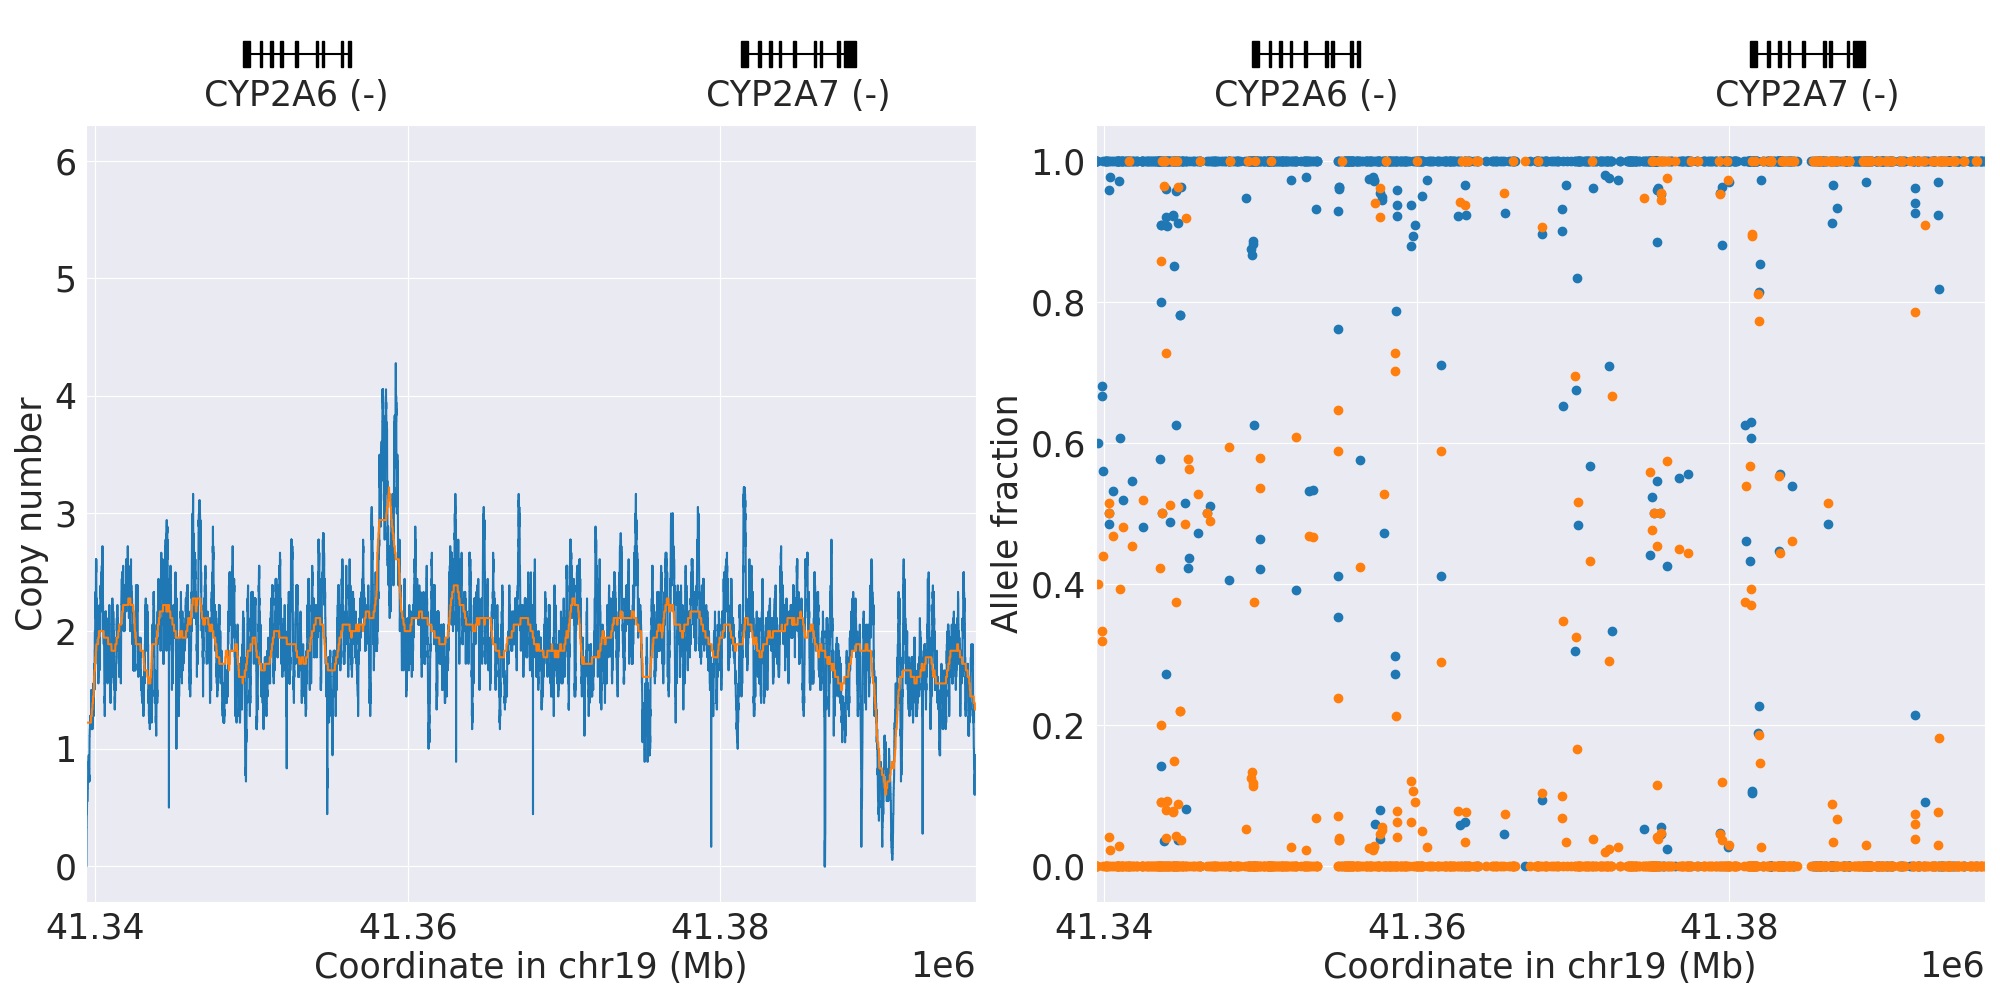 CYP2A6 (-)
CYP2A7 (-)
6
5
4
3
2
1
0
Copy number
41.34
41.36
41.38
Coordinate in chr19 (Mb)
1e6
CYP2A6 (-)
CYP2A7 (-)
1.0
0.8
0.6
0.4
0.2
0.0
Allele fraction
41.34
41.36
41.38
Coordinate in chr19 (Mb)
1e6